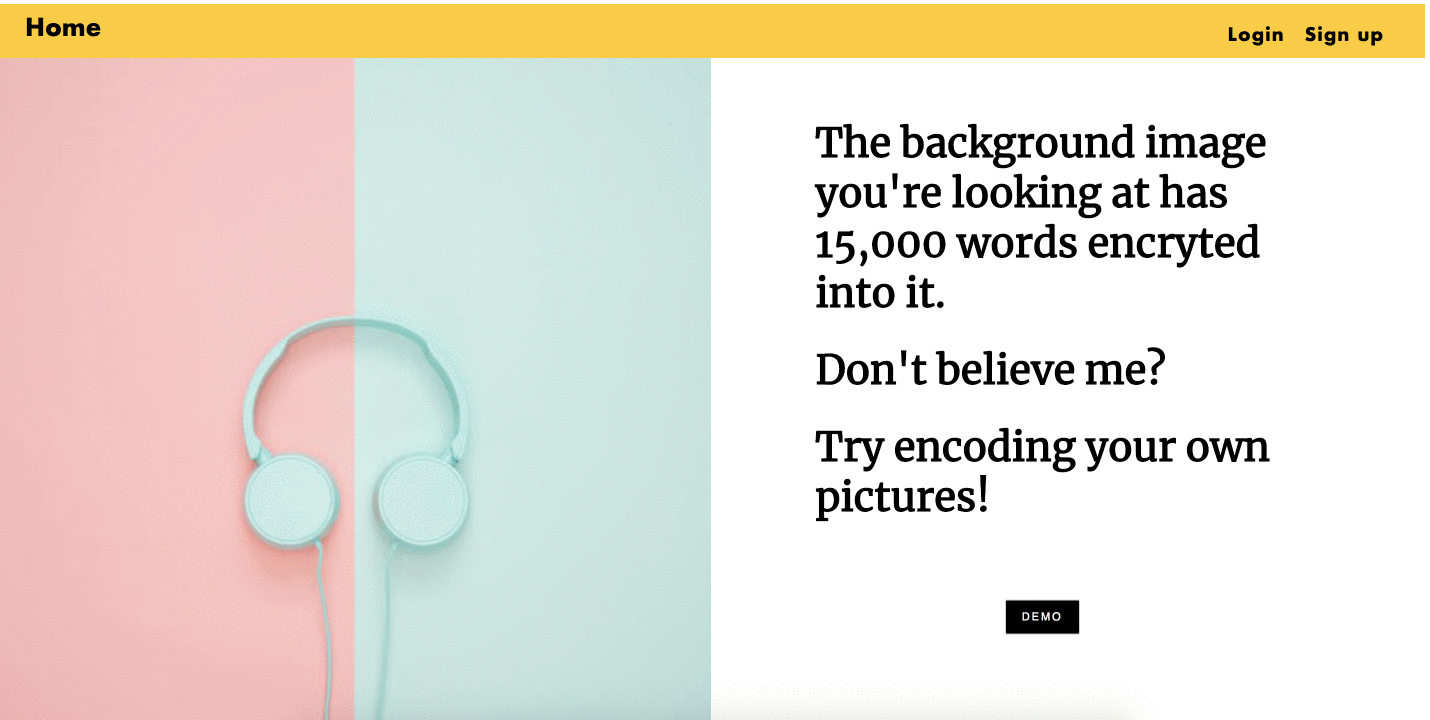 Home
Login Sign up
The background image
you're looking at has
15,000 words encryted
into it.
Don't believe me?
Try encoding your own
pictures!
DEMO